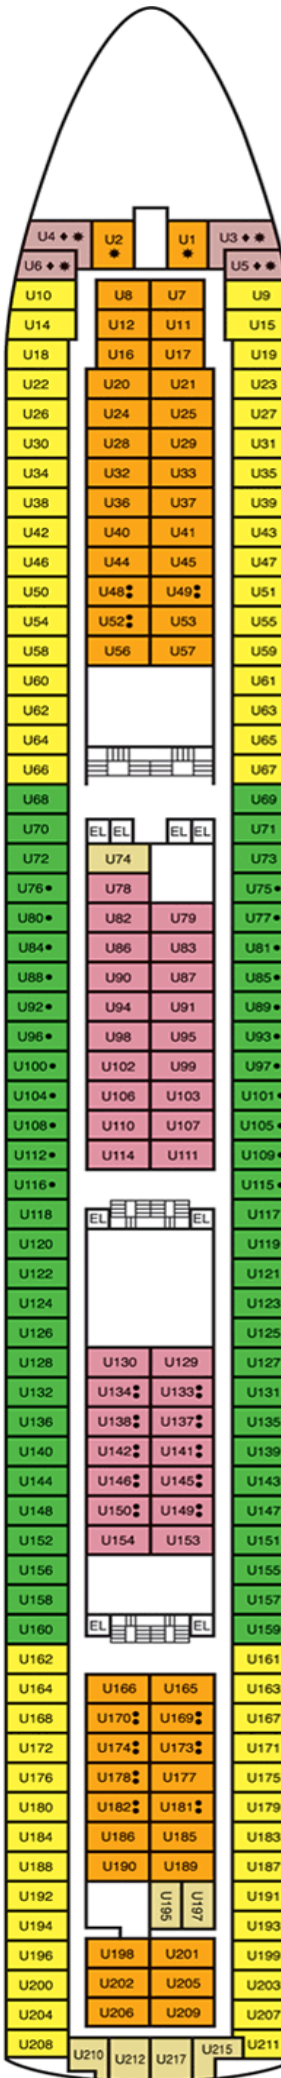 U4 ♦ ✹ U2 ✹ U1 ✹ U3 ♦ ✹
U6 ♦ ✹ U5 ♦ ✹
U10 U8 U7 U9
U14 U12 U11 U15
U18 U16 U17 U19
U22 U20 U21 U23
U26 U24 U25 U27
U30 U28 U29 U31
U34 U32 U33 U35
U38 U36 U37 U39
U42 U40 U41 U43
U46 U44 U45 U47
U50 U48: U49: U51
U54 U52: U53 U55
U58 U56 U57 U59
U60 U61
U62 U63
U64 U65
U66 U67
U68 U69
U70 EL EL EL EL U71
U72 U74 U73
U76• U78 U75•
U80• U82 U79 U77•
U84• U86 U83 U81•
U88• U90 U87 U85•
U92• U94 U91 U89•
U96• U98 U95 U93•
U100• U102 U99 U97•
U104• U106 U103 U101•
U108• U110 U107 U105•
U112• U114 U111 U109•
U116• U115•
U118 EL EL U117
U120 U119
U122 U121
U124 U123
U126 U125
U128 U130 U129 U127
U132 U134: U133: U131
U136 U138: U137: U135
U140 U142: U141: U139
U144 U146: U145: U143
U148 U150: U149: U147
U152 U154 U153 U151
U156 U155
U158 U157
U160 EL EL U159
U162 U161
U164 U166 U165 U163
U168 U170: U169: U167
U172 U174: U173: U171
U176 U178: U177 U175
U180 U182: U181: U179
U184 U186 U185 U183
U188 U190 U189 U187
U192 U195 U197 U191
U194 U193
U196 U198 U201 U199
U200 U202 U205 U203
U204 U206 U209 U207
U208 U210 U212 U217 U215 U211